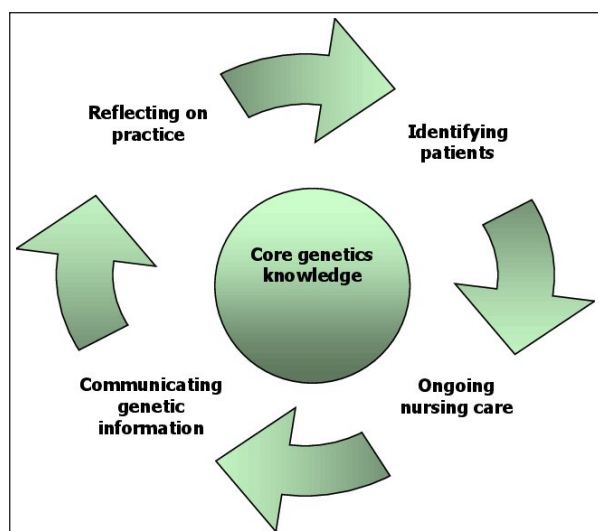 Reflecting on
practice
Identifying
patients
Core genetics
knowledge
Communicating
genetic
information
Ongoing
nursing care